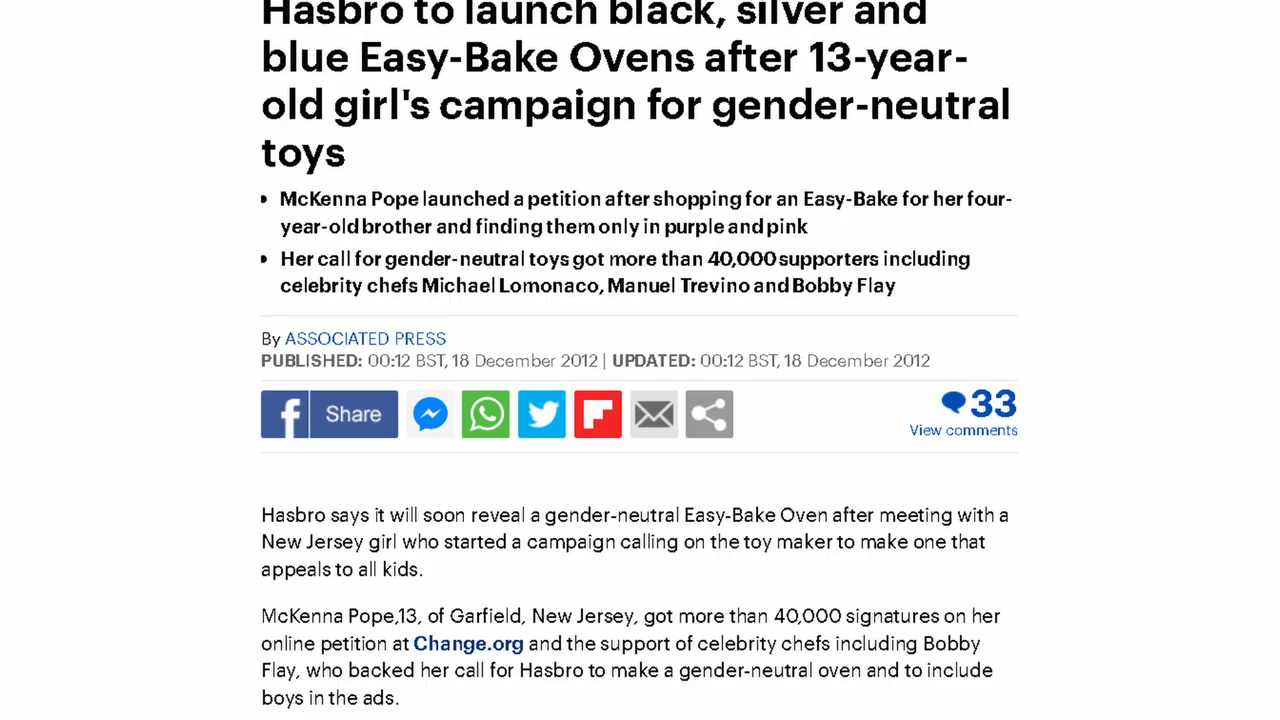 Hasbro to launch black, silver and
blue Easy-Bake Ovens after 13-year-
old girl's campaign for gender-neutral
toys
McKenna Pope launched a petition after shopping for an Easy-Bake for her four-
year-old brother and finding them only in purple and pink
Her call for gender-neutral toys got more than 40,000 supporters including
celebrity chefs Michael Lomonaco, Manuel Trevino and Bobby Flay
By ASSOCIATED PRESS
PUBLISHED: 00:12 BST, 18 December 2012 | UPDATED: 00:12 BST, 18 December 2012
Share
33
View comments
Hasbro says it will soon reveal a gender-neutral Easy-Bake Oven after meeting with a
New Jersey girl who started a campaign calling on the toy maker to make one that
appeals to all kids.
McKenna Pope,13, of Garfield, New Jersey, got more than 40,000 signatures on her
online petition at Change.org and the support of celebrity chefs including Bobby
Flay, who backed her call for Hasbro to make a gender-neutral oven and to include
boys in the ads.